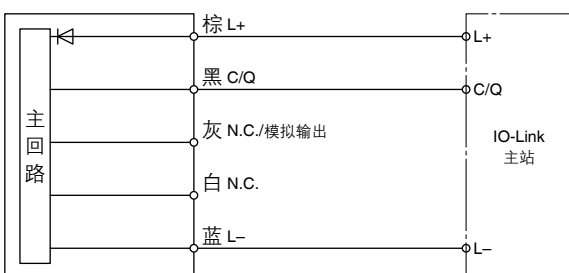 棕 L+
L+
黑 C/Q
C/Q
主回路
灰 N.C./模拟输出
IO-Link
主站
白 N.C.
蓝 L–
L–